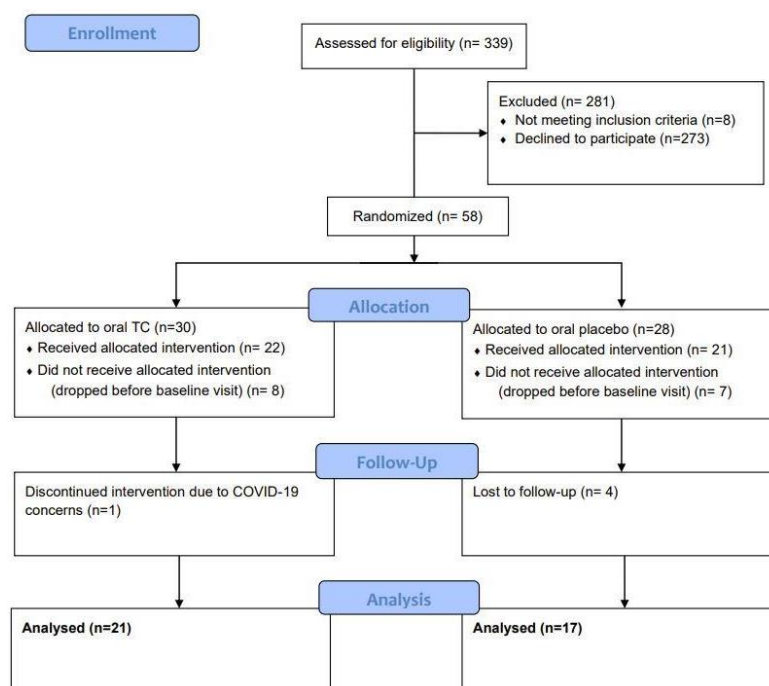 Enrollment
Assessed for eligibility (n= 339)
Excluded (n= 281)
♦ Not meeting inclusion criteria (n=8)
♦ Declined to participate (n=273)
Randomized (n= 58)
Allocation
Allocated to oral TC (n=30)
♦ Received allocated intervention (n= 22)
♦ Did not receive allocated intervention
(dropped before baseline visit) (n= 8)
Allocated to oral placebo (n=28)
♦ Received allocated intervention (n= 21)
♦ Did not receive allocated intervention
(dropped before baseline visit) (n= 7)
Follow-Up
Discontinued intervention due to COVID-19
concerns (n=1)
Lost to follow-up (n= 4)
Analysis
Analysed (n=21)
Analysed (n=17)